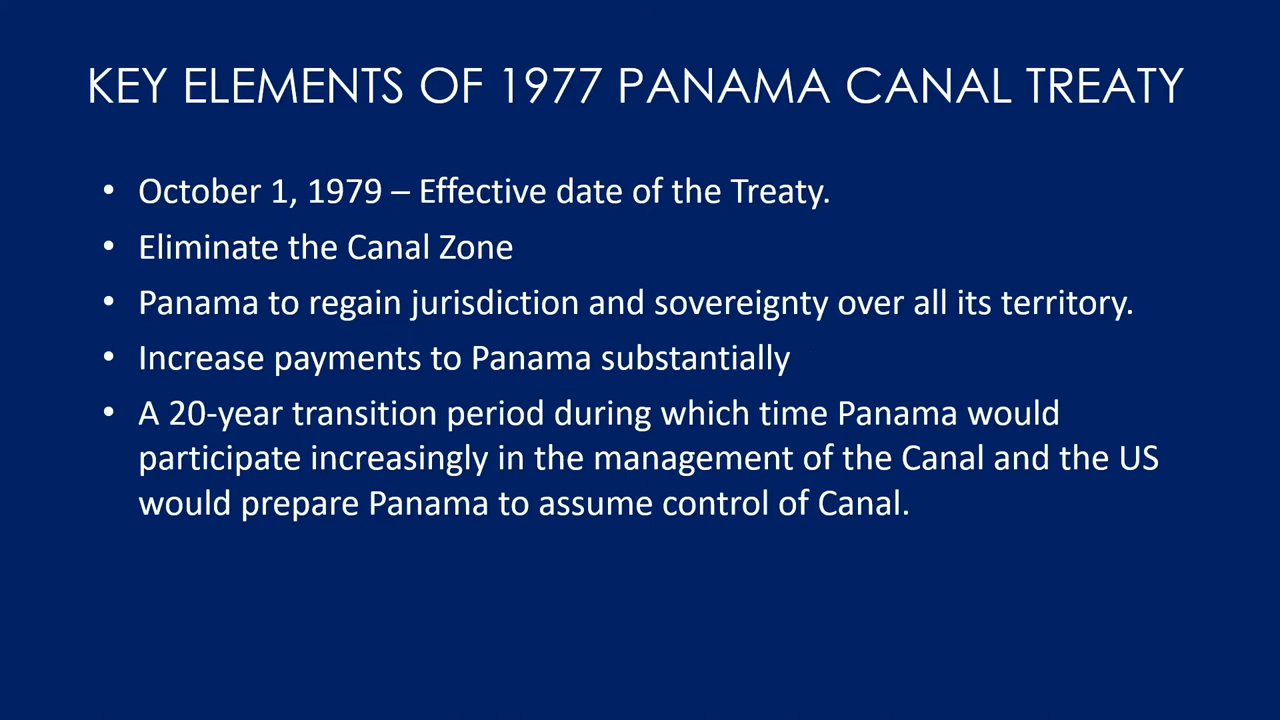 KEY ELEMENTS OF 1977 PANAMA CANAL TREATY
• October 1, 1979 – Effective date of the Treaty.
• Eliminate the Canal Zone
• Panama to regain jurisdiction and sovereignty over all its territory.
• Increase payments to Panama substantially
• A 20-year transition period during which time Panama would
participate increasingly in the management of the Canal and the US
would prepare Panama to assume control of Canal.